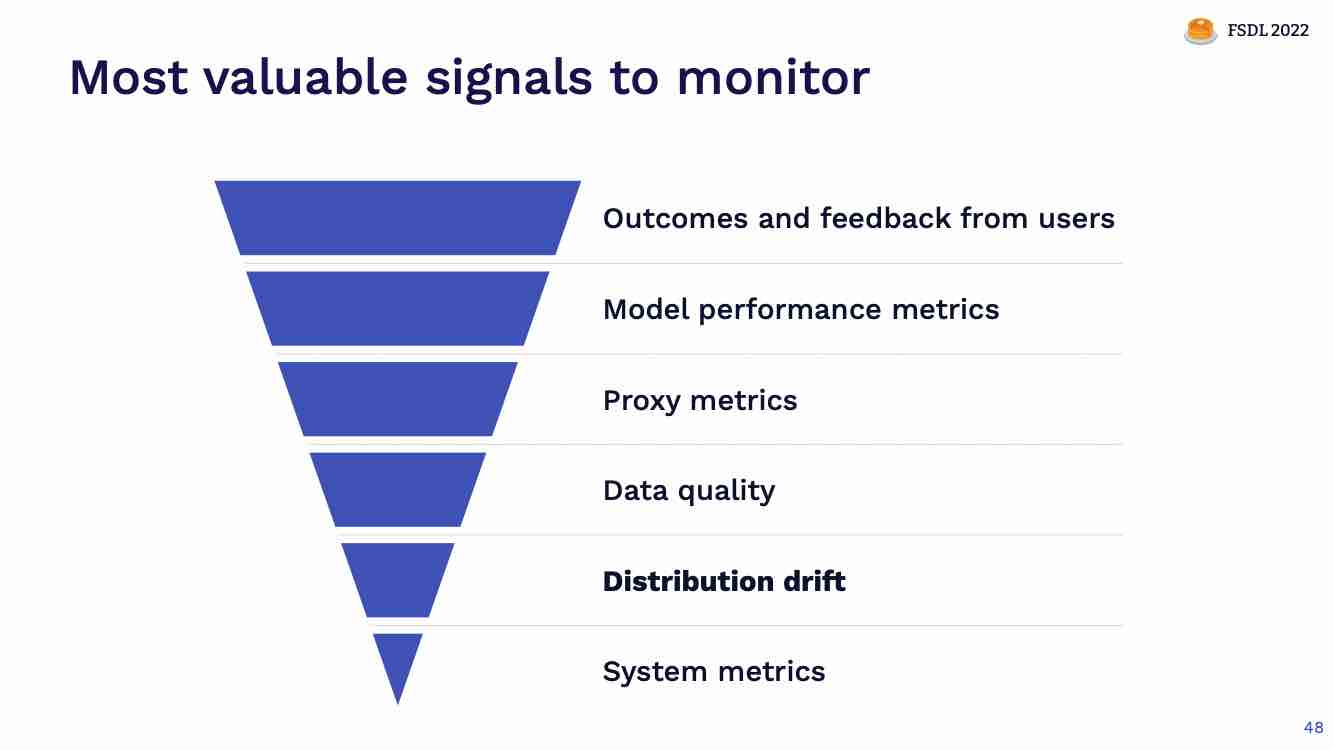 FSDL 2022
Most valuable signals to monitor
Outcomes and feedback from users
Model performance metrics
Proxy metrics
Data quality
Distribution drift
System metrics
48